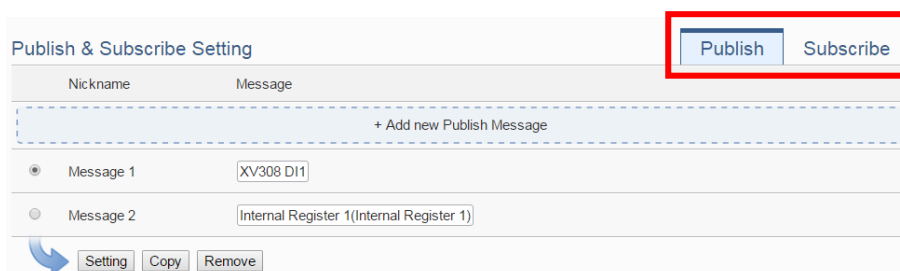 Publish & Subscribe Setting Publish Subscribe
Nickname Message
+ Add new Publish Message
Message 1 XV308 DI1
Message 2 Internal Register 1(Internal Register 1)
Setting Copy Remove